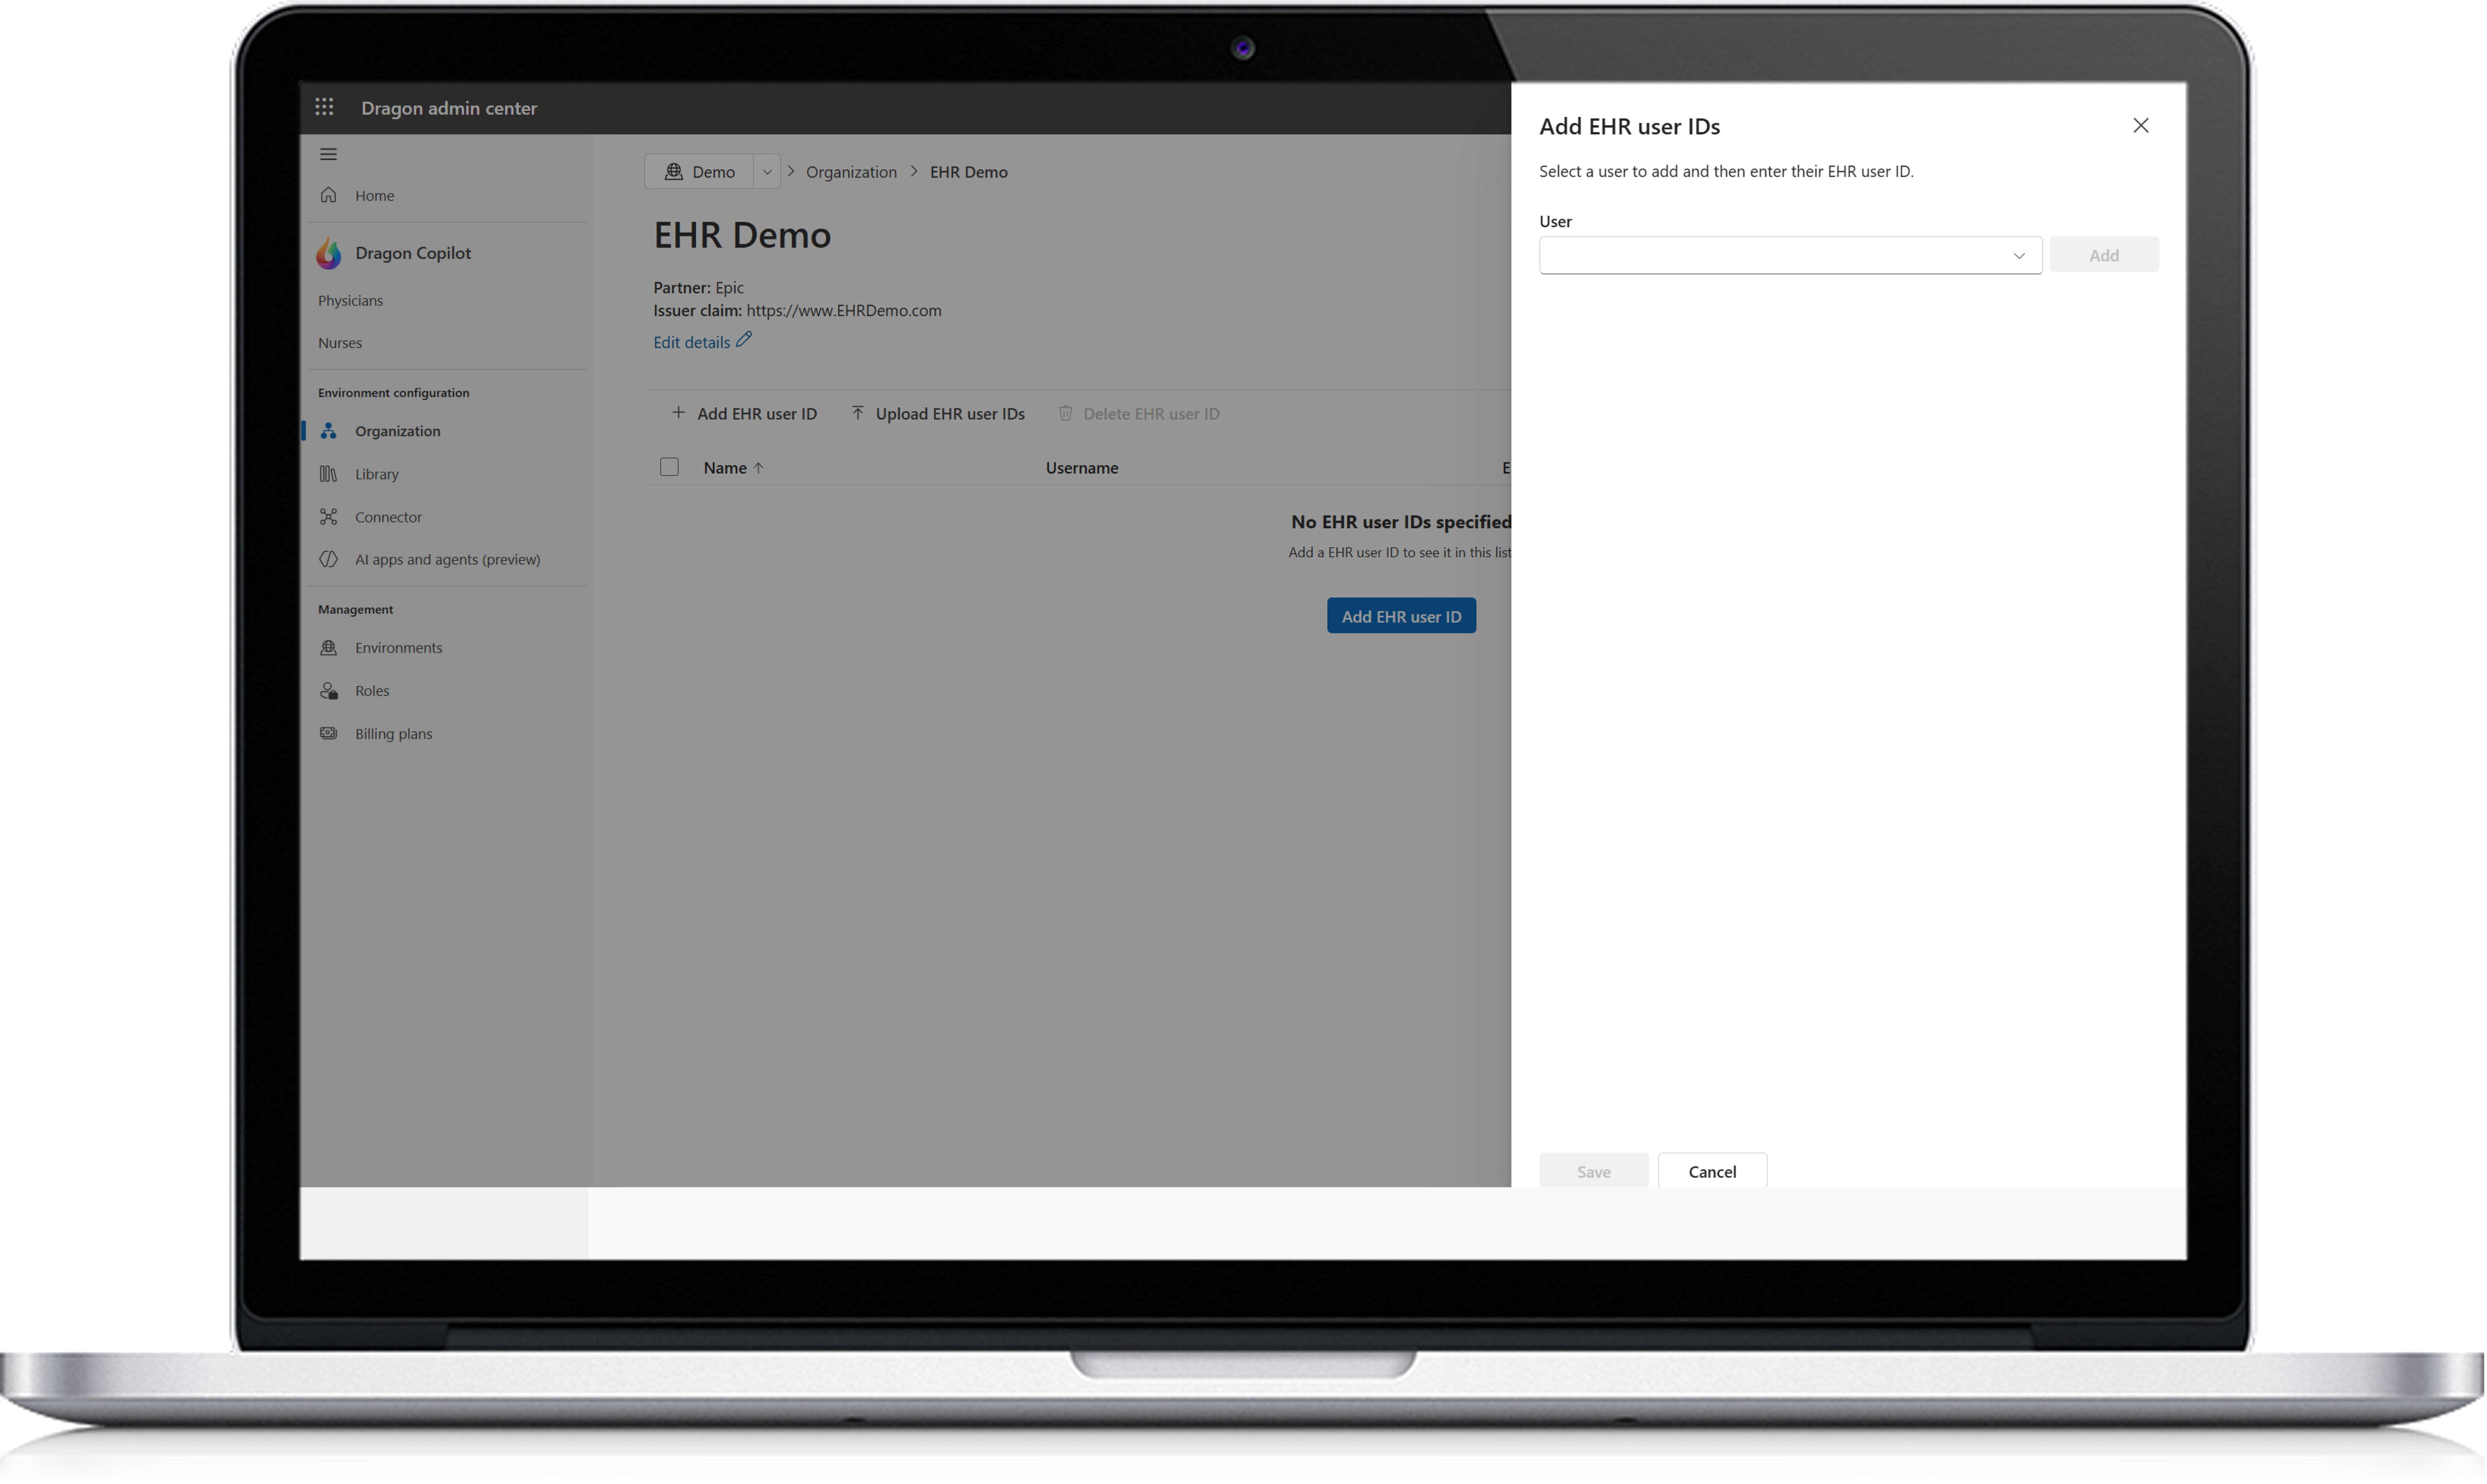 Dragon admin center
Home
Dragon Copilot
Physicians
Nurses
Environment configuration
Organization
Library
Connector
AI apps and agents (preview)
Management
Environments
Roles
Billing plans
Demo > Organization > EHR Demo
EHR Demo
Partner: Epic
Issuer claim: https://www.EHRDemo.com
Edit details
Add EHR user ID Upload EHR user IDs Delete EHR user ID
Name Username E
No EHR user IDs specified
Add a EHR user ID to see it in this list
Add EHR user ID
Add EHR user IDs
Select a user to add and then enter their EHR user ID.
User
Add
Save Cancel